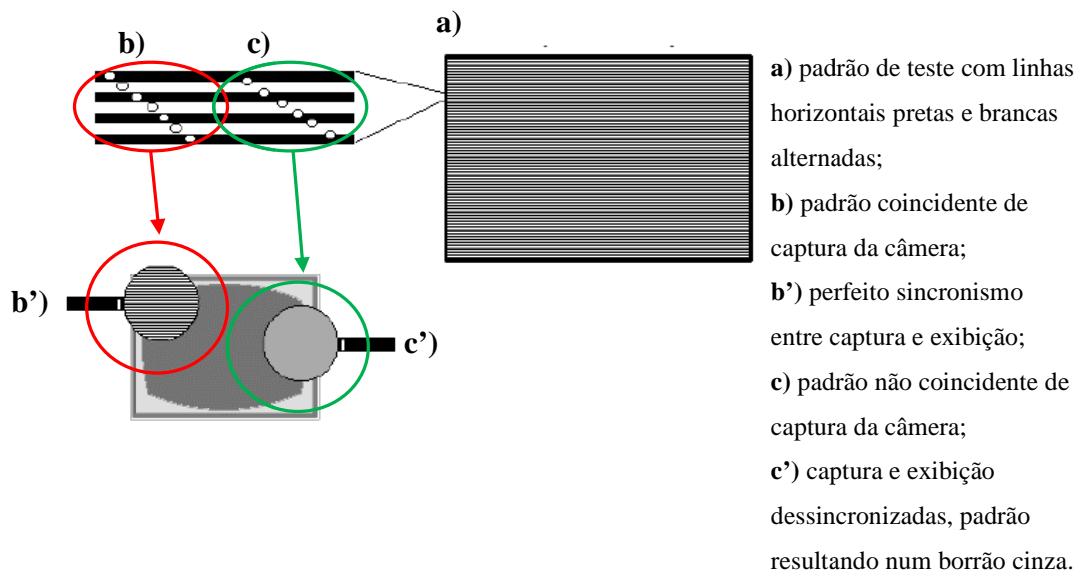 a)
b)
c)
b’)
c’)
a) padrão de teste com linhas
horizontais pretas e brancas
alternadas;
b) padrão coincidente de
captura da câmera;
b’) perfeito sincronismo
entre captura e exibição;
c) padrão não coincidente de
captura da câmera;
c’) captura e exibição
dessincronizadas, padrão
resultando num borrão cinza.